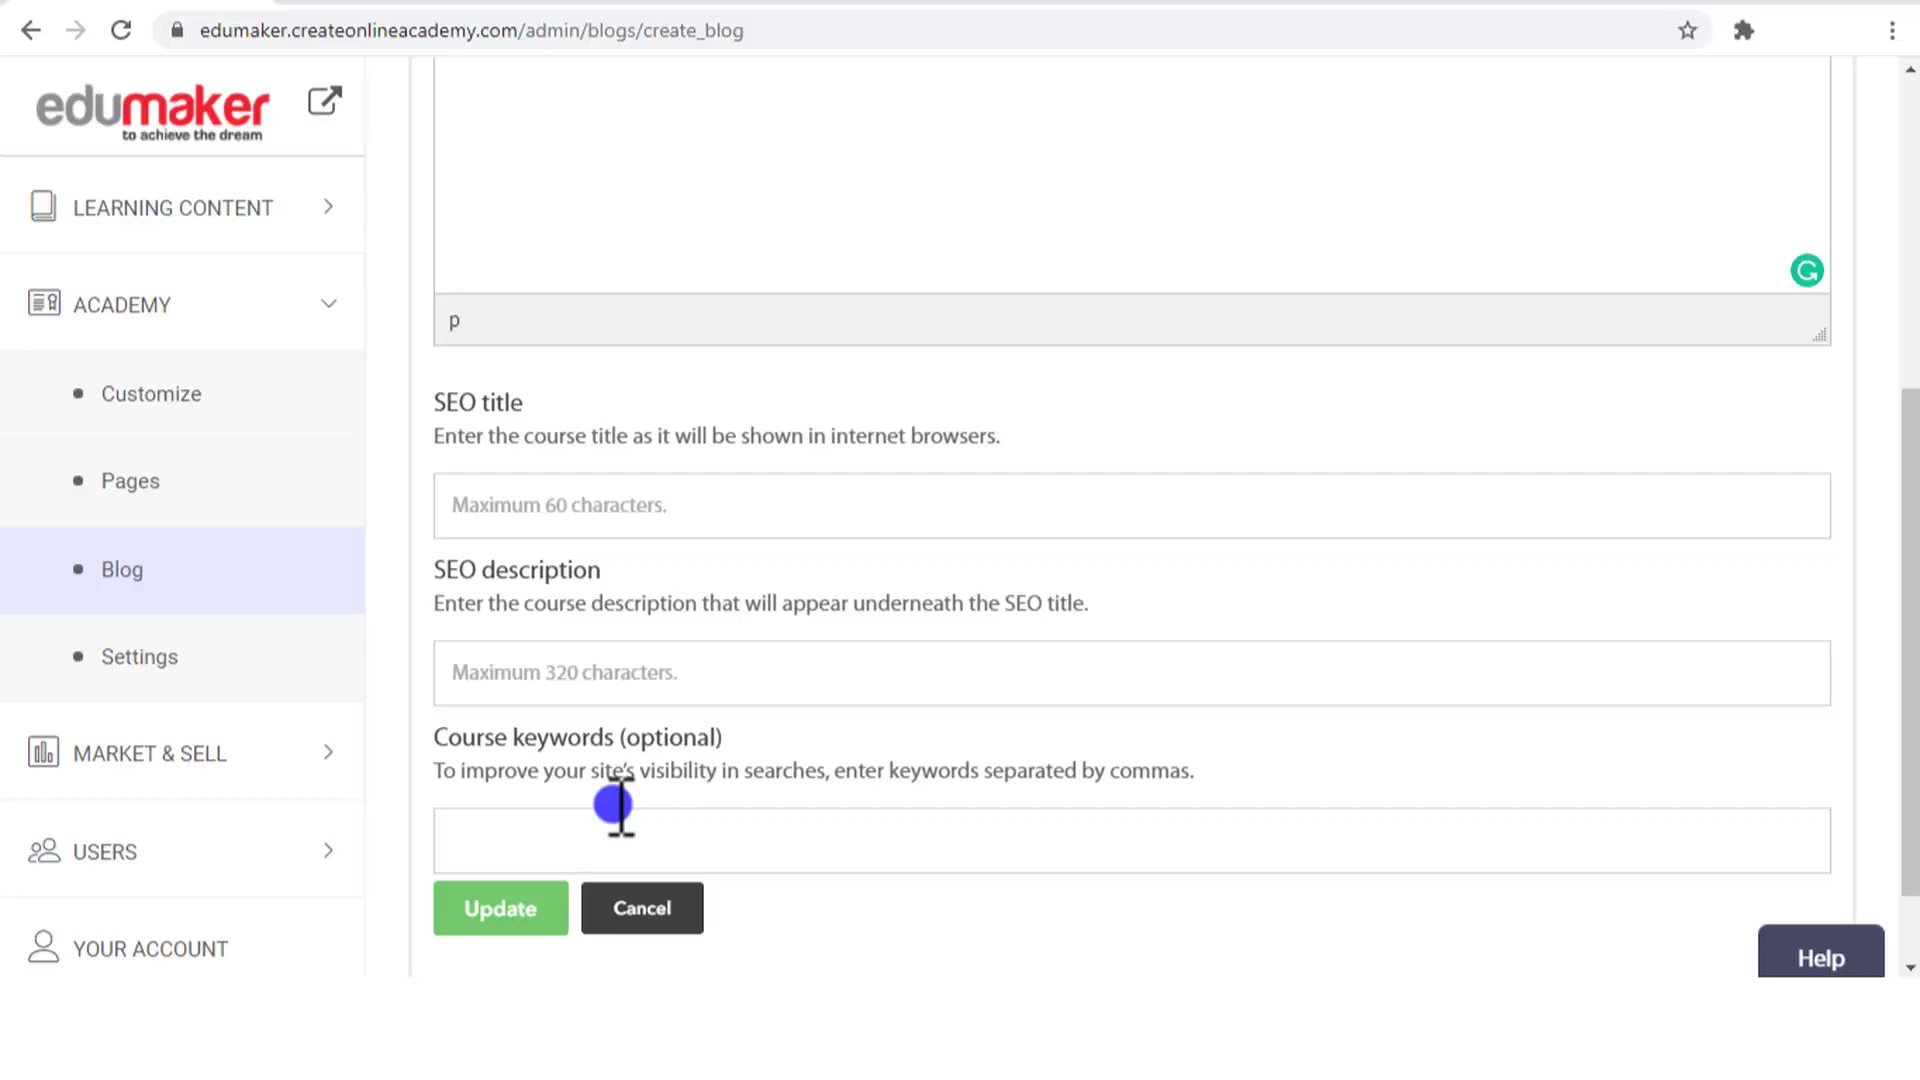 edumaker.createonlineacademy.com/admin/blogs/create_blog
edumaker
to achieve the dream
LEARNING CONTENT
ACADEMY
Customize
Pages
Blog
Settings
MARKET & SELL
USERS
YOUR ACCOUNT
p
SEO title
Enter the course title as it will be shown in internet browsers.
Maximum 60 characters.
SEO description
Enter the course description that will appear underneath the SEO title.
Maximum 320 characters.
Course keywords (optional)
To improve your site's visibility in searches, enter keywords separated by commas.
Update
Cancel
Help